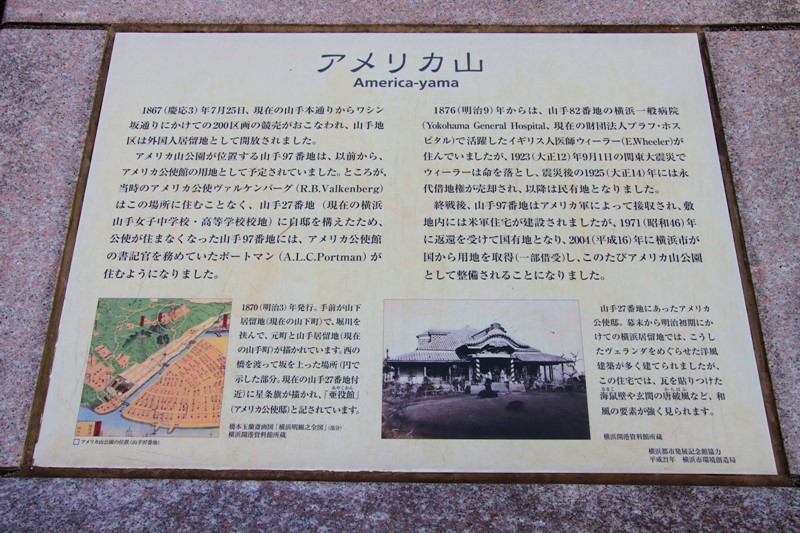 アメリカ山
America-yama
1867(慶応3)年7月25日、現在の山手本通りからワシン
坂通りにかけての200区画の競売がおこなわれ、山手地
区は外国人居留地として開放されました。
アメリカ山公園が位置する山手97番地は、以前から、
アメリカ公使館の用地として予定されていました。ところが、
当時のアメリカ公使ヴァルケンバーグ(R.B.Valkenberg)
はこの場所に住むことなく、山手27番地(現在の横浜
山手女子中学校・高等学校校地)に自邸を構えたため、
公使が住まなくなった山手97番地には、アメリカ公使館
の書記官を務めていたポートマン(A.L.C.Portman)が
住むようになりました。
1876(明治9)年からは、山手82番地の横浜一般病院
(Yokohama General Hospital、現在の財団法人ブラフ・ホス
ピタル)で活躍したイギリス人医師ウィーラー(E.Wheeler)が
住んでいましたが、1923(大正12)年9月1日の関東大震災で
ウィーラーは命を落とし、震災後の1925(大正14)年には永
代借地権が売却され、以降は民有地となりました。
終戦後、山手97番地はアメリカ軍によって接収され、敷
地内には米軍住宅が建設されましたが、1971(昭和46)年
に返還を受けて国有地となり、2004(平成16)年に横浜市が
国から用地を取得(一部借受)し、このたびアメリカ山公園
として整備されることになりました。
1870(明治3)年発行。手前が山下
居留地(現在の山下町)で、堀川を
挟んで、元町と山手居留地(現在
の山手町)が描かれています。西の
橋を渡って坂を上った場所(円で
示した部分。現在の山手27番地付
近)に星条旗が描かれ、「亜役館」
(アメリカ公使邸)と記されています。
橋本玉蘭斎画図「横浜明細之全図」(部分)
横浜開港資料館所蔵
□ アメリカ山公園の位置(山手97番地)
山手27番地にあったアメリカ
公使邸。幕末から明治初期にか
けての横浜居留地では、こうし
たヴェランダをめぐらせた洋風
建築が多く建てられましたが、
この住宅では、瓦を貼りつけた
海鼠壁や玄関の唐破風など、和
風の要素が強く見られます。
横浜開港資料館所蔵
横浜都市発展記念館協力
平成21年 横浜市環境創造局